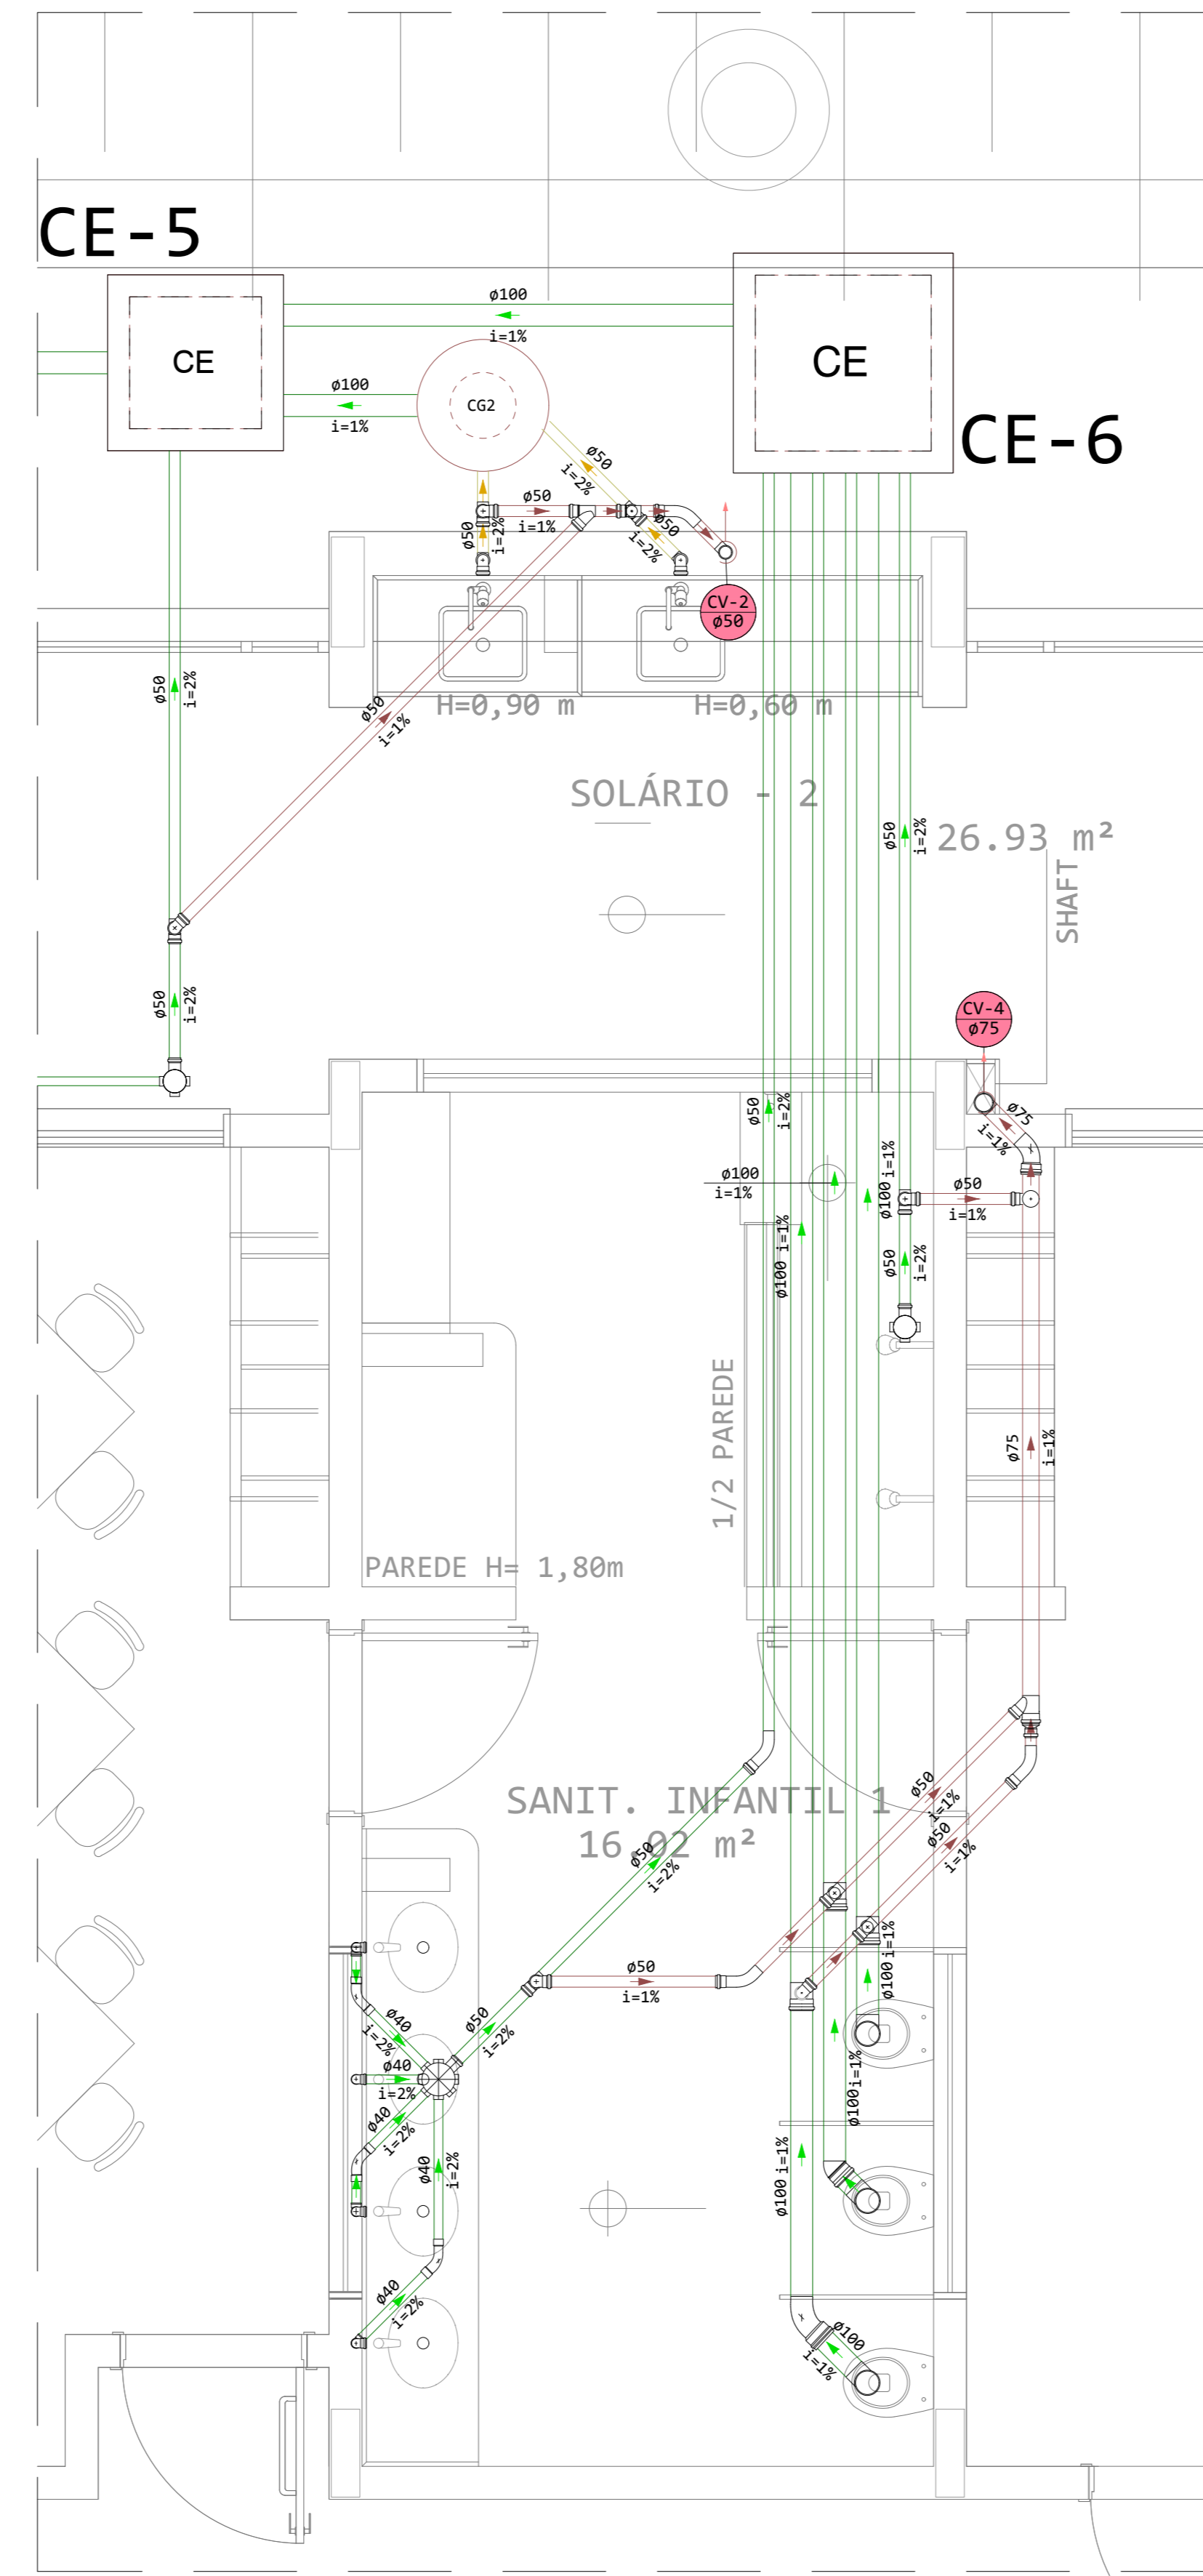 CE-5
ø100
i=1%
CE
CE
ø100
i=1%
CG2
CE-6
ø50
i=2%
ø50
i=1%
ø50
i=2%
ø50
i=2%
CV-2
ø50
ø50
i=2%
ø50
i=1%
H=0,90 m
H=0,60 m
SOLÁRIO - 2
26.93 m²
ø50
i=2%
SHAFT
ø50
i=2%
CV-4
ø75
ø50
i=2%
ø75
i=1%
ø100
i=1%
ø100 i=1%
ø50
i=1%
ø100 i=1%
ø50
i=2%
1/2 PAREDE
ø75
i=1%
PAREDE H= 1,80m
SANIT. INFANTIL 1
16.02 m²
ø50
i=1%
ø50
i=1%
ø50
i=2%
ø50
i=1%
ø100 i=1%
ø50
i=2%
ø40
i=2%
ø40
i=2%
ø40
i=2%
ø40
i=2%
ø100 i=1%
ø100 i=1%
ø40
i=2%
ø100
i=1%